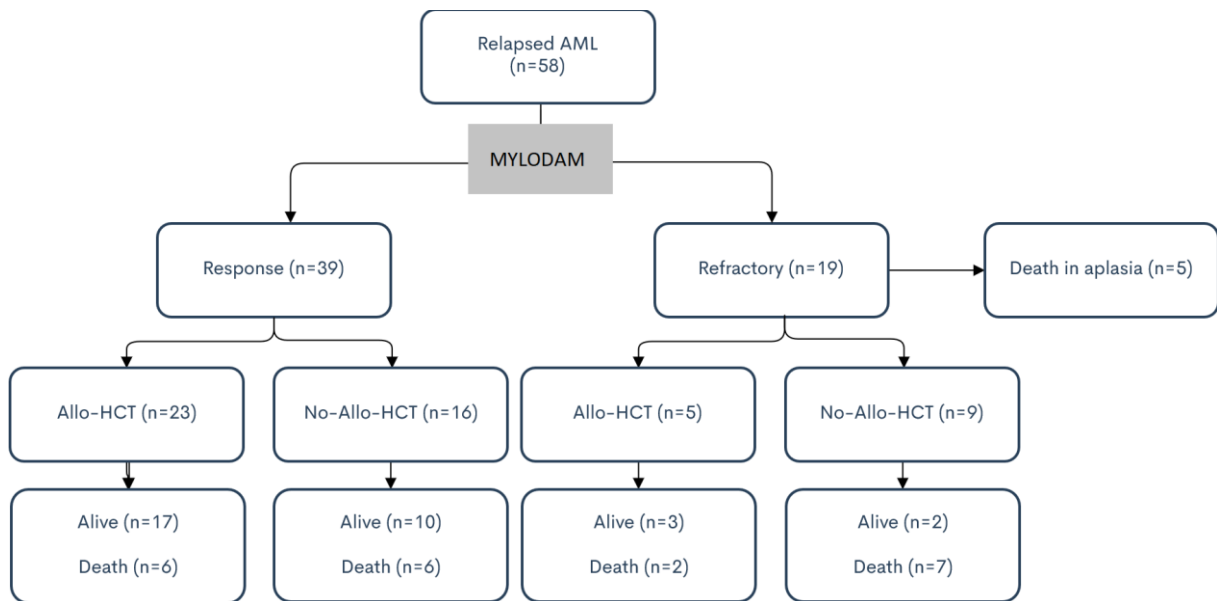 Relapsed AML
(n=58)
MYLODAM
Response (n=39)
Refractory (n=19)
Death in aplasia (n=5)
Allo-HCT (n=23)
No-Allo-HCT (n=16)
Allo-HCT (n=5)
No-Allo-HCT (n=9)
Alive (n=17)
Death (n=6)
Alive (n=10)
Death (n=6)
Alive (n=3)
Death (n=2)
Alive (n=2)
Death (n=7)